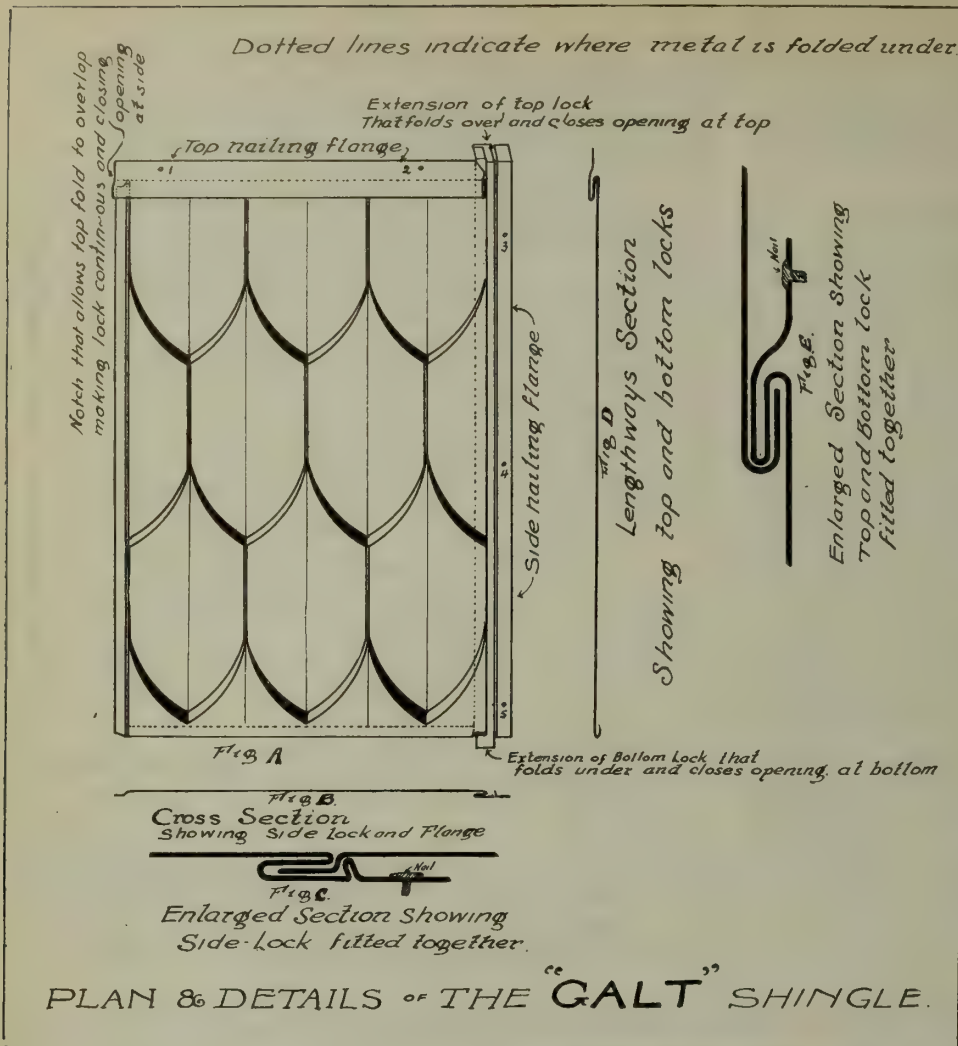 Dotted lines indicate where metal is folded under.
Notch that allows top fold to overlap
making lock continuous and closing
opening
at side
Extension of top lock
That folds over and closes opening at top
Top nailing flange
1
2
3
Side nailing flange
4
5
Fig A
Extension of Bottom Lock that
folds under and closes opening at bottom
Fig D
Lengthways Section
Showing top and bottom locks
Nail
Fig E.
Enlarged Section Showing
Top and Bottom lock
fitted together
Fig B.
Cross Section
Showing Side lock and Flange
Nail
Fig C.
Enlarged Section Showing
Side-Lock fitted together.
PLAN & DETAILS OF THE "GALT" SHINGLE.